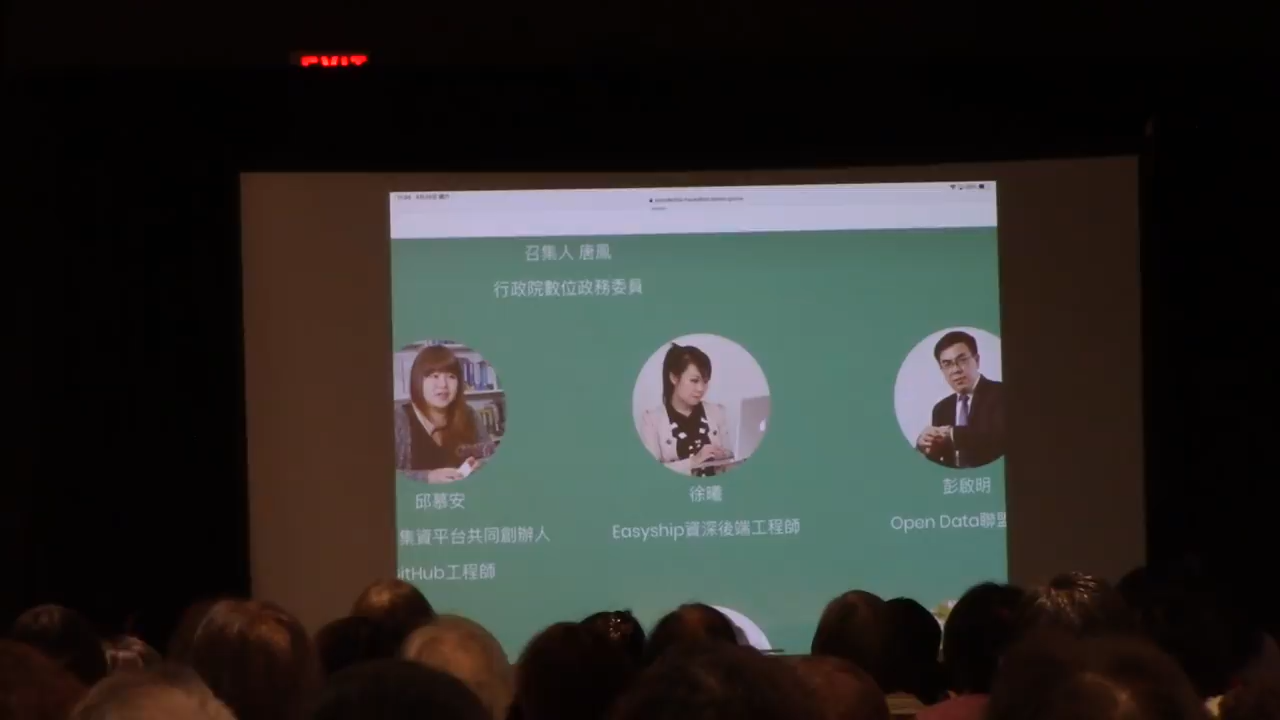 EXIT
召集人 唐鳳
行政院數位政務委員
邱慕安
徐曦
彭啟明
集資平台共同創辦人
Easyship資深後端工程師
Open Data聯盟
itHub工程師